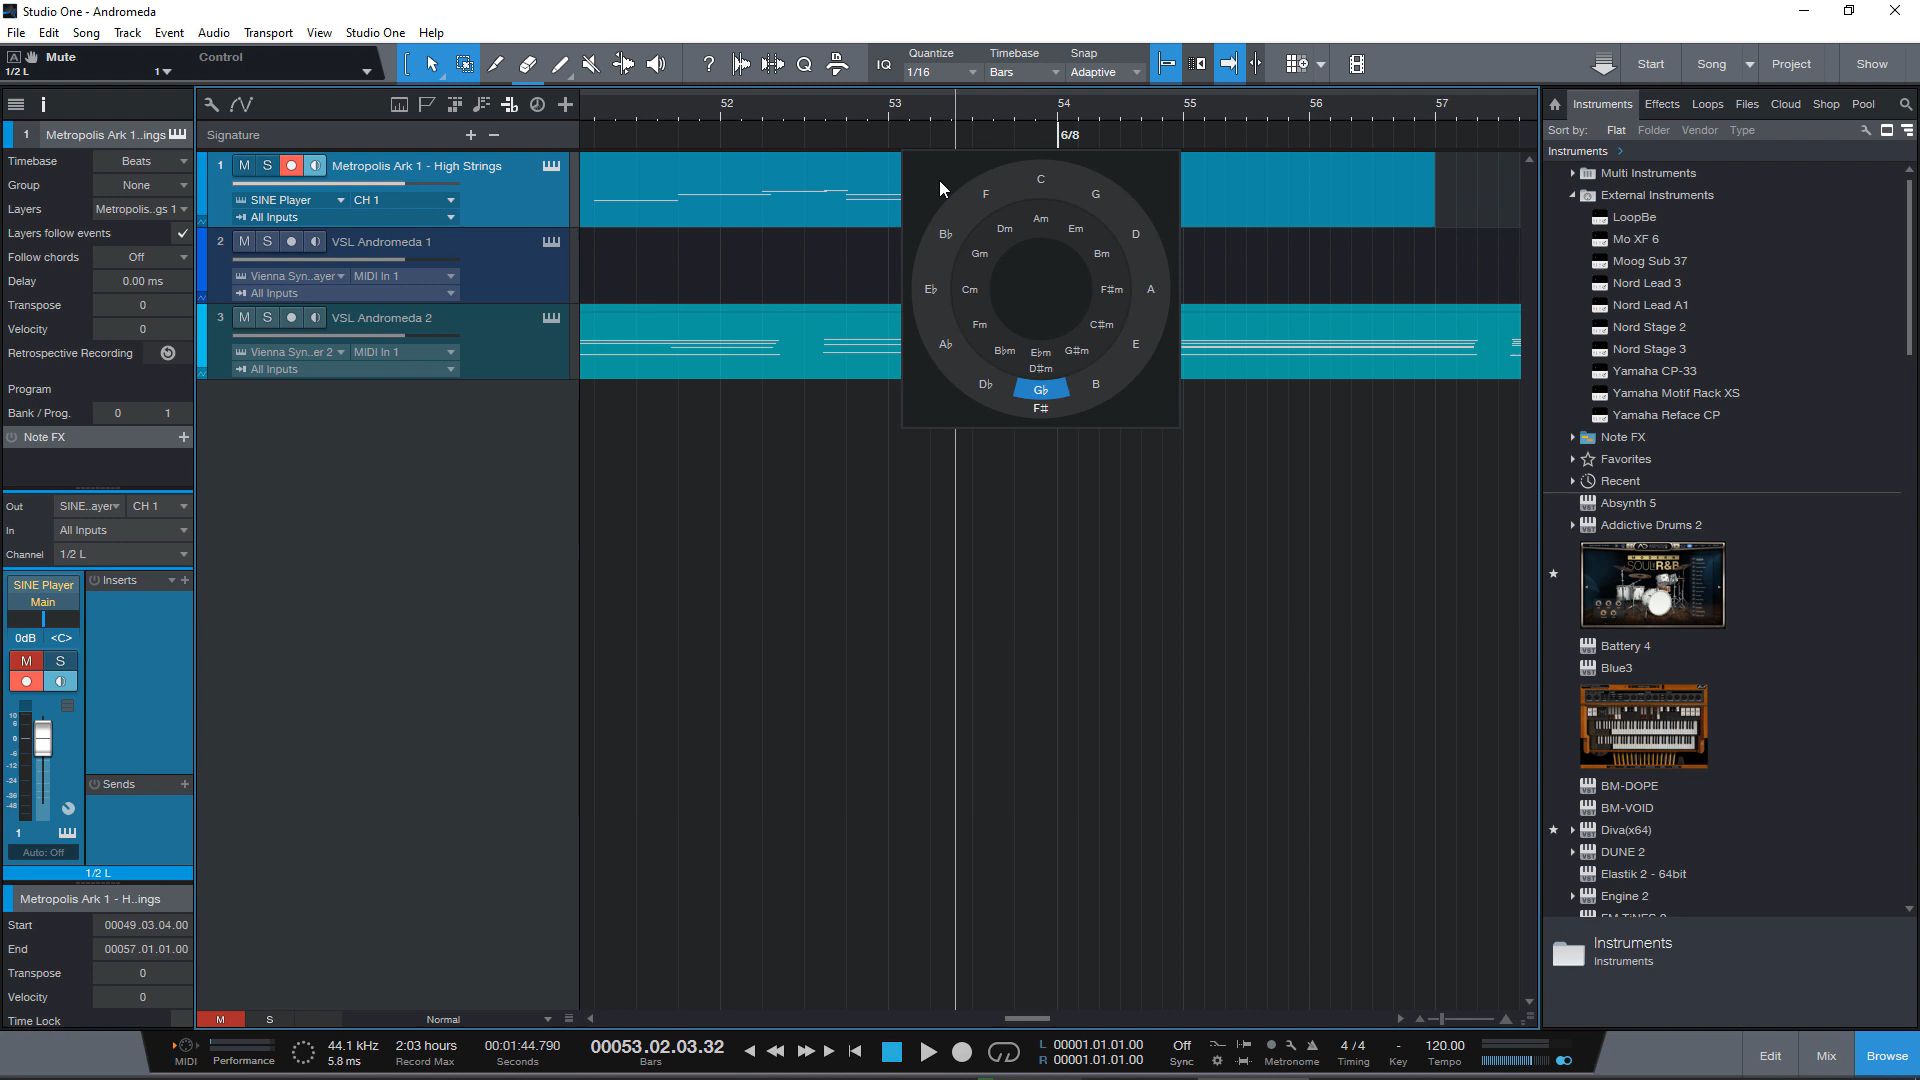 Studio One - Andromeda
File Edit Song Track Event Audio Transport View Studio One Help
Mute
Control
1/2 L
1
IQ
Quantize
1/16
Timebase
Bars
Snap
Adaptive
Start
Song
Project
Show
1
Metropolis Ark 1..ings
Timebase Beats
Group None
Layers Metropolis..gs 1
Layers follow events
Follow chords Off
Delay 0.00 ms
Transpose 0
Velocity 0
Retrospective Recording
Program
Bank / Prog. 0 1
Note FX
Out SINE..ayer CH 1
In All Inputs
Channel 1/2 L
SINE Player
Main
0dB <C>
M S
Inserts
Sends
10
6
0
-6
-12
-24
-36
-48
1
Auto: Off
1/2 L
Metropolis Ark 1 - H..ings
Start 00049.03.04.00
End 00057.01.01.00
Transpose 0
Velocity 0
Time Lock
Signature
52 53 54 55 56 57
6/8
1 M S Metropolis Ark 1 - High Strings
SINE Player CH 1
All Inputs
2 M S VSL Andromeda 1
Vienna Syn..ayer MIDI In 1
All Inputs
3 M S VSL Andromeda 2
Vienna Syn..er 2 MIDI In 1
All Inputs
C
F G
Am
Dm Em
B♭ D
Gm Bm
E♭ Cm F#m A
Fm C#m
A♭ E
B♭m E♭m G#m
D#m
D♭ G♭ B
F#
M S Normal
Instruments Effects Loops Files Cloud Shop Pool
Sort by: Flat Folder Vendor Type
Instruments
Multi Instruments
External Instruments
LoopBe
Mo XF 6
Moog Sub 37
Nord Lead 3
Nord Lead A1
Nord Stage 2
Nord Stage 3
Yamaha CP-33
Yamaha Motif Rack XS
Yamaha Reface CP
Note FX
Favorites
Recent
Absynth 5
Addictive Drums 2
SOUL R&B
Battery 4
Blue3
BM-DOPE
BM-VOID
Diva(x64)
DUNE 2
Elastik 2 - 64bit
Engine 2
Instruments
Instruments
MIDI
Performance
44.1 kHz
5.8 ms
2:03 hours
Record Max
00:01:44.790
Seconds
00053.02.03.32
Bars
L 00001.01.01.00
R 00001.01.01.00
Off
Sync
Metronome
4 / 4
Timing
-
Key
120.00
Tempo
Edit
Mix
Browse